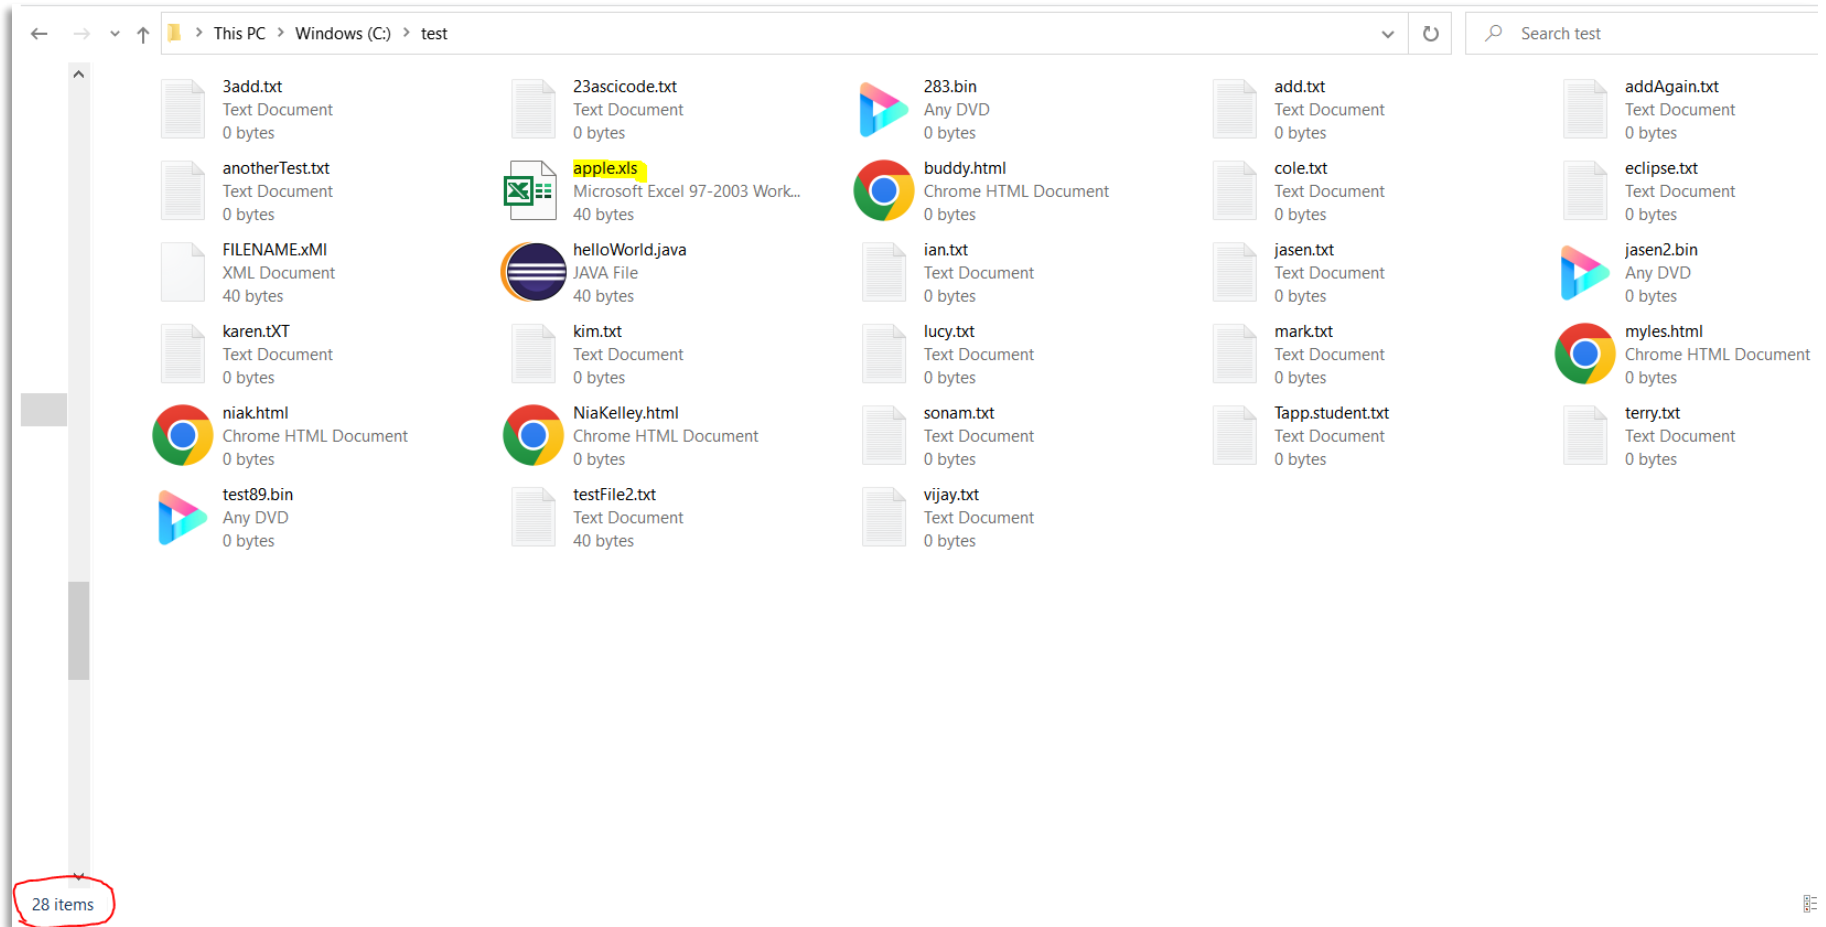 This PC > Windows (C:) > test
Search test
3add.txt
Text Document
0 bytes
23ascicode.txt
Text Document
0 bytes
283.bin
Any DVD
0 bytes
add.txt
Text Document
0 bytes
addAgain.txt
Text Document
0 bytes
anotherTest.txt
Text Document
0 bytes
apple.xls
Microsoft Excel 97-2003 Work...
40 bytes
buddy.html
Chrome HTML Document
0 bytes
cole.txt
Text Document
0 bytes
eclipse.txt
Text Document
0 bytes
FILENAME.xMl
XML Document
40 bytes
helloWorld.java
JAVA File
40 bytes
ian.txt
Text Document
0 bytes
jasen.txt
Text Document
0 bytes
jasen2.bin
Any DVD
0 bytes
karen.tXT
Text Document
0 bytes
kim.txt
Text Document
0 bytes
lucy.txt
Text Document
0 bytes
mark.txt
Text Document
0 bytes
myles.html
Chrome HTML Document
0 bytes
niak.html
Chrome HTML Document
0 bytes
NiaKelley.html
Chrome HTML Document
0 bytes
sonam.txt
Text Document
0 bytes
Tapp.student.txt
Text Document
0 bytes
terry.txt
Text Document
0 bytes
test89.bin
Any DVD
0 bytes
testFile2.txt
Text Document
40 bytes
vijay.txt
Text Document
0 bytes
28 items